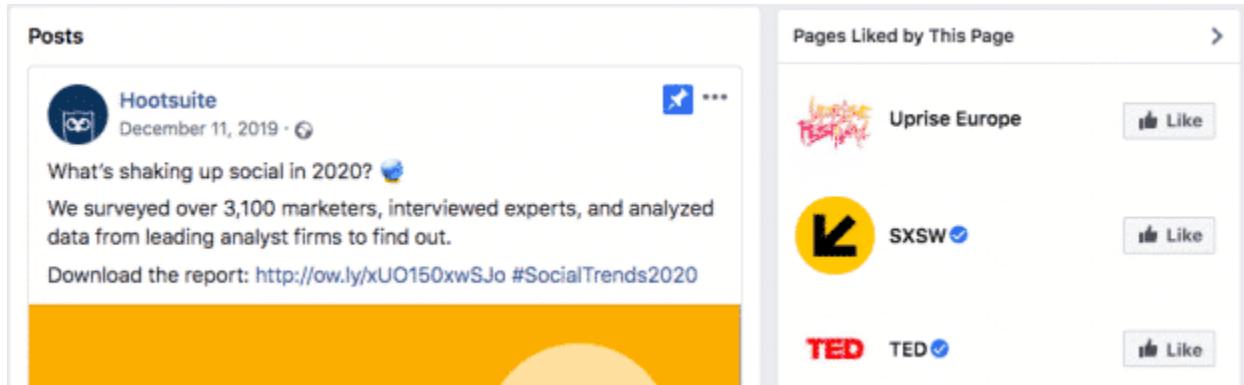 Posts
Hootsuite
December 11, 2019 ·
What's shaking up social in 2020?
We surveyed over 3,100 marketers, interviewed experts, and analyzed
data from leading analyst firms to find out.
Download the report: http://ow.ly/xUO150xwSJo #SocialTrends2020
Pages Liked by This Page
UPRISE
FESTIVAL
Uprise Europe
Like
SXSW
Like
TED
TED
Like